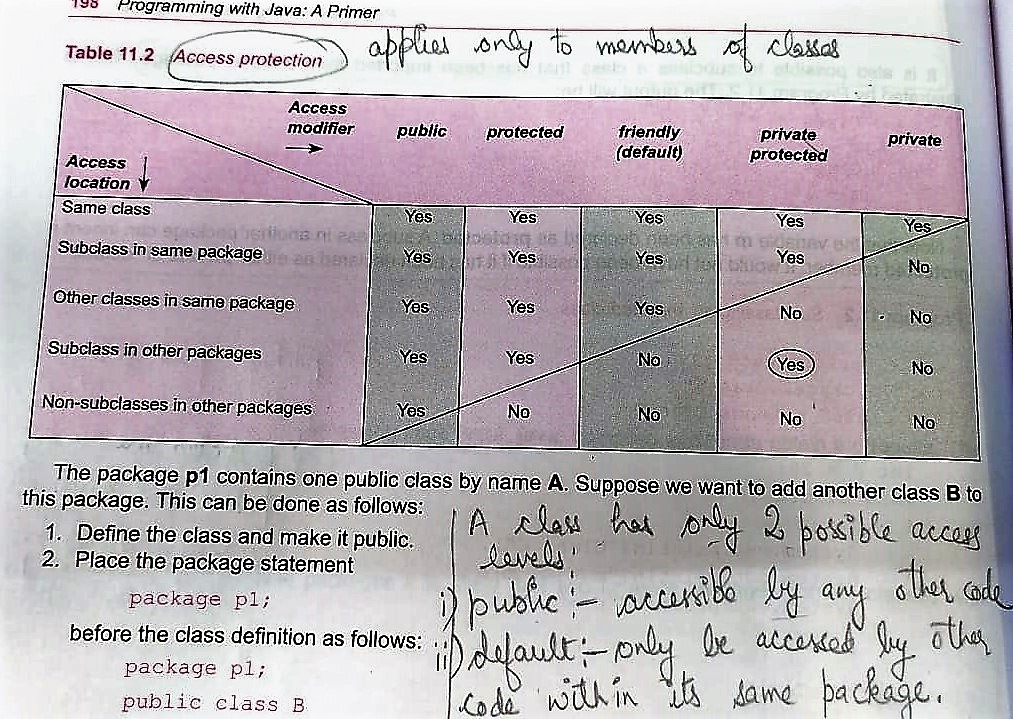 198 Programming with Java: A Primer
Table 11.2 Access protection applies only to members of classes
Access modifier public protected friendly (default) private protected private
Access location
Same class Yes Yes Yes Yes Yes
Subclass in same package Yes Yes Yes Yes No
Other classes in same package Yes Yes Yes No No
Subclass in other packages Yes Yes No Yes No
Non-subclasses in other packages Yes No No No No
The package p1 contains one public class by name A. Suppose we want to add another class B to
this package. This can be done as follows:
1. Define the class and make it public.
2. Place the package statement
package p1;
before the class definition as follows:
package p1;
public class B
A class has only 2 possible access
levels:
i) public :- accessible by any other code
ii) default :- only be accessed by other
code within its same package.